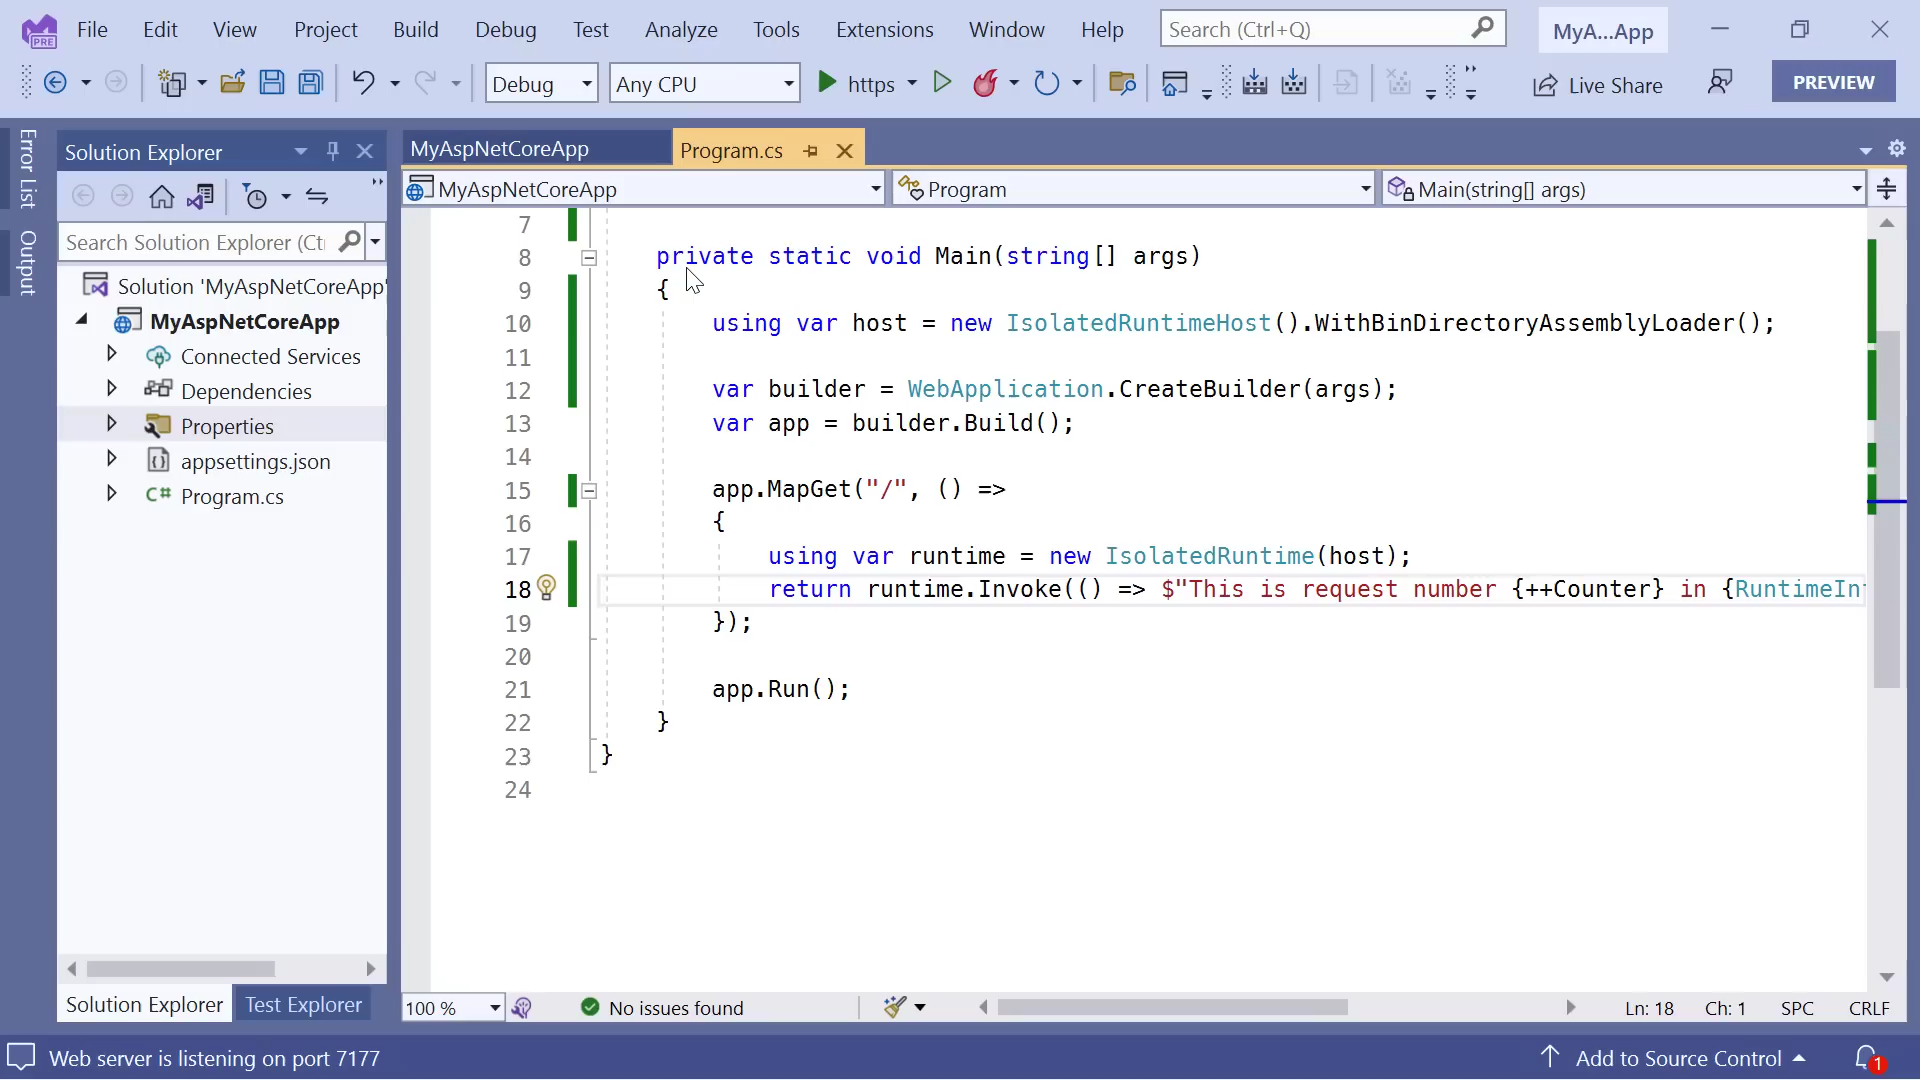 File Edit View Project Build Debug Test Analyze Tools Extensions Window Help Search (Ctrl+Q) MyA...App
PRE
Debug Any CPU https Live Share PREVIEW
Error List
Output
Solution Explorer
Search Solution Explorer (Ct
Solution 'MyAspNetCoreApp'
MyAspNetCoreApp
Connected Services
Dependencies
Properties
appsettings.json
C# Program.cs
Solution Explorer Test Explorer
MyAspNetCoreApp Program.cs
MyAspNetCoreApp Program Main(string[] args)
7
8 private static void Main(string[] args)
9 {
10 using var host = new IsolatedRuntimeHost().WithBinDirectoryAssemblyLoader();
11
12 var builder = WebApplication.CreateBuilder(args);
13 var app = builder.Build();
14
15 app.MapGet("/", () =>
16 {
17 using var runtime = new IsolatedRuntime(host);
18 return runtime.Invoke(() => $"This is request number {++Counter} in {RuntimeIn
19 });
20
21 app.Run();
22 }
23 }
24
100 % No issues found Ln: 18 Ch: 1 SPC CRLF
Web server is listening on port 7177 Add to Source Control 1